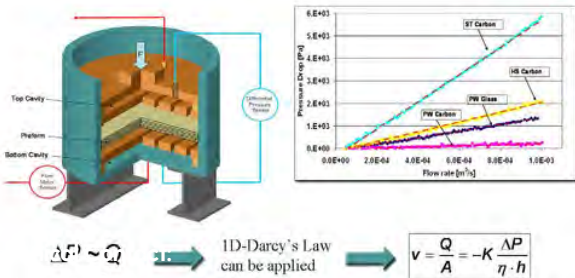 P
Top Cavity
Preform
Bottom Cavity
Differential
Pressure
Sensor
Flow
Sensor
Pressure Drop [Pa]
6.E+03
5.E+03
4.E+03
3.E+03
2.E+03
1.E+03
0.E+00
ST Carbon
HS Carbon
PW Glass
PW Carbon
0.0E+00
2.0E-04
4.0E-04
6.0E-04
8.0E-04
1.0E-03
Flow rate [m³/s]
ΔP ~ Q
1D-Darcy's Law
can be applied
v = Q/A = -K ΔP/(η · h)